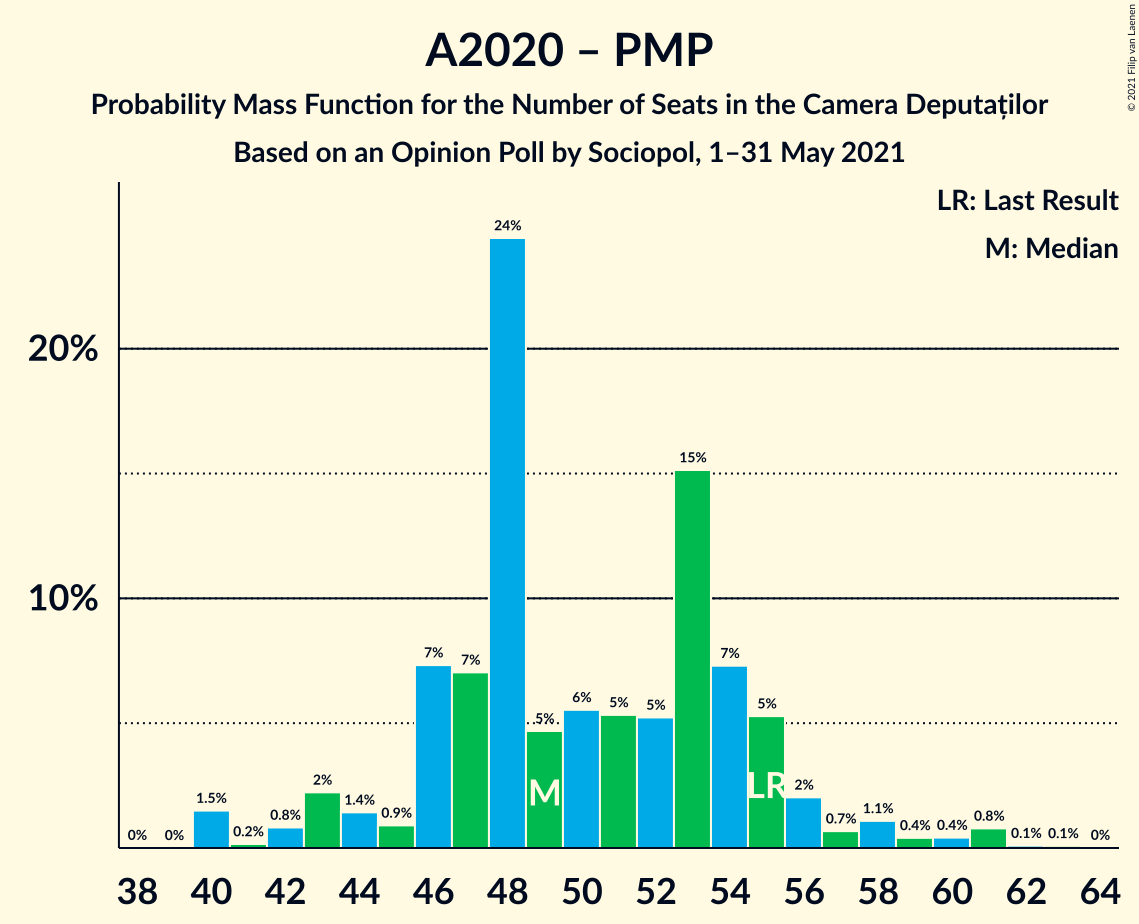 A2020 – PMP
Probability Mass Function for the Number of Seats in the Camera Deputaților
Based on an Opinion Poll by Sociopol, 1–31 May 2021
© 2021 Filip van Laenen
LR: Last Result
M: Median
20%
10%
0% 0% 1.5% 0.2% 0.8% 2% 1.4% 0.9% 7% 7% 24% 5% 6% 5% 5% 15% 7% 5% 2% 0.7% 1.1% 0.4% 0.4% 0.8% 0.1% 0.1% 0%
M LR
38 40 42 44 46 48 50 52 54 56 58 60 62 64